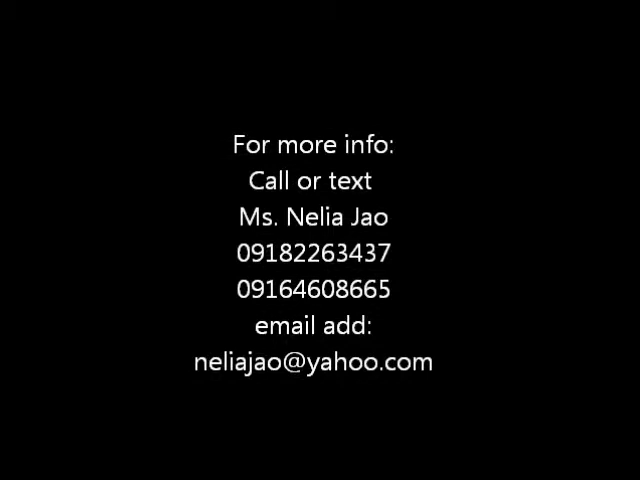 For more info:
Call or text
Ms. Nelia Jao
09182263437
09164608665
email add:
neliajao@yahoo.com